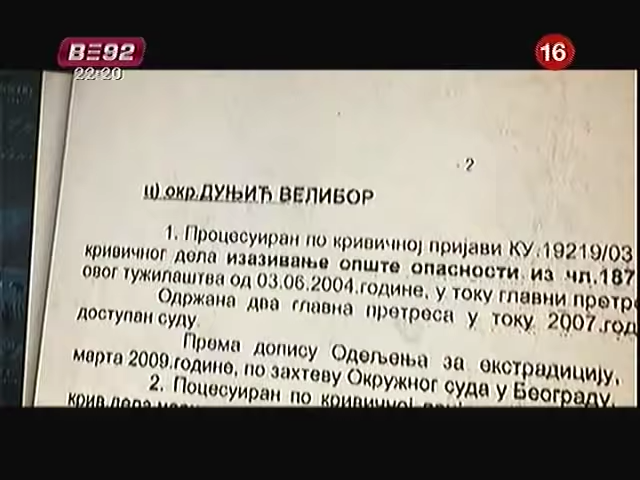 B92
22:20
16
2
ц) окр.ДУЊИЋ ВЕЛИБОР
1. Процесуиран по кривичној пријави КУ.19219/03
кривичног дела изазивање опште опасности из чл.187
овог тужилаштва од 03.06.2004.године, у току главни претр
Одржана два главна претреса у току 2007.год
доступан суду.
Према допису Одељења за екстрадицију,
марта 2009.године, по захтеву Окружног суда у Београду,
2. Поцесуиран по кривичној
крив.дела